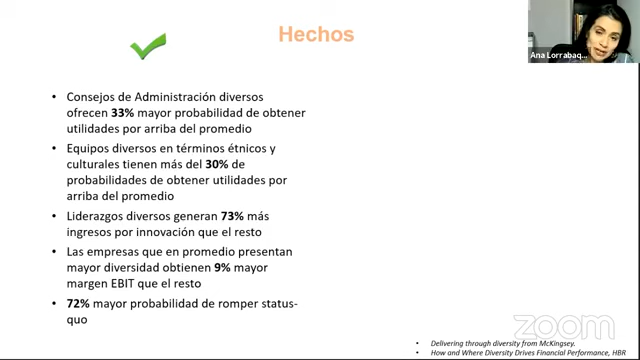 Hechos
Ana Lorrabaq...
• Consejos de Administración diversos
ofrecen 33% mayor probabilidad de obtener
utilidades por arriba del promedio
• Equipos diversos en términos étnicos y
culturales tienen más del 30% de
probabilidades de obtener utilidades por
arriba del promedio
• Liderazgos diversos generan 73% más
ingresos por innovación que el resto
• Las empresas que en promedio presentan
mayor diversidad obtienen 9% mayor
margen EBIT que el resto
• 72% mayor probabilidad de romper status-
quo
zoom
• Delivering through diversity from McKingsey.
• How and Where Diversity Drives Financial Performance, HBR